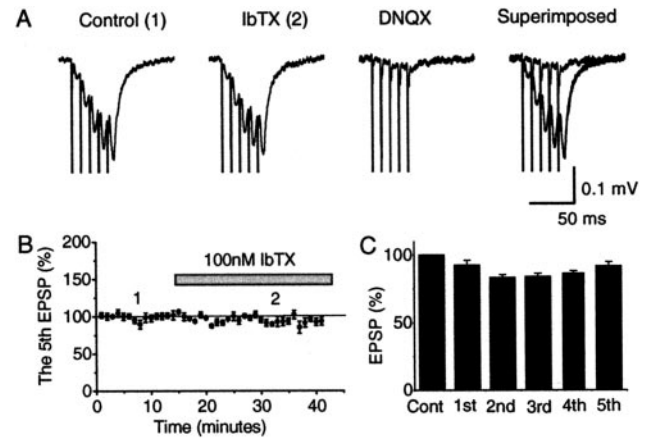 A
Control (1)
IbTX (2)
DNQX
Superimposed
0.1 mV
50 ms
B
The 5th EPSP (%)
200
150
100
50
0
100nM IbTX
1
2
0
10
20
30
40
Time (minutes)
C
EPSP (%)
100
50
0
Cont
1st
2nd
3rd
4th
5th